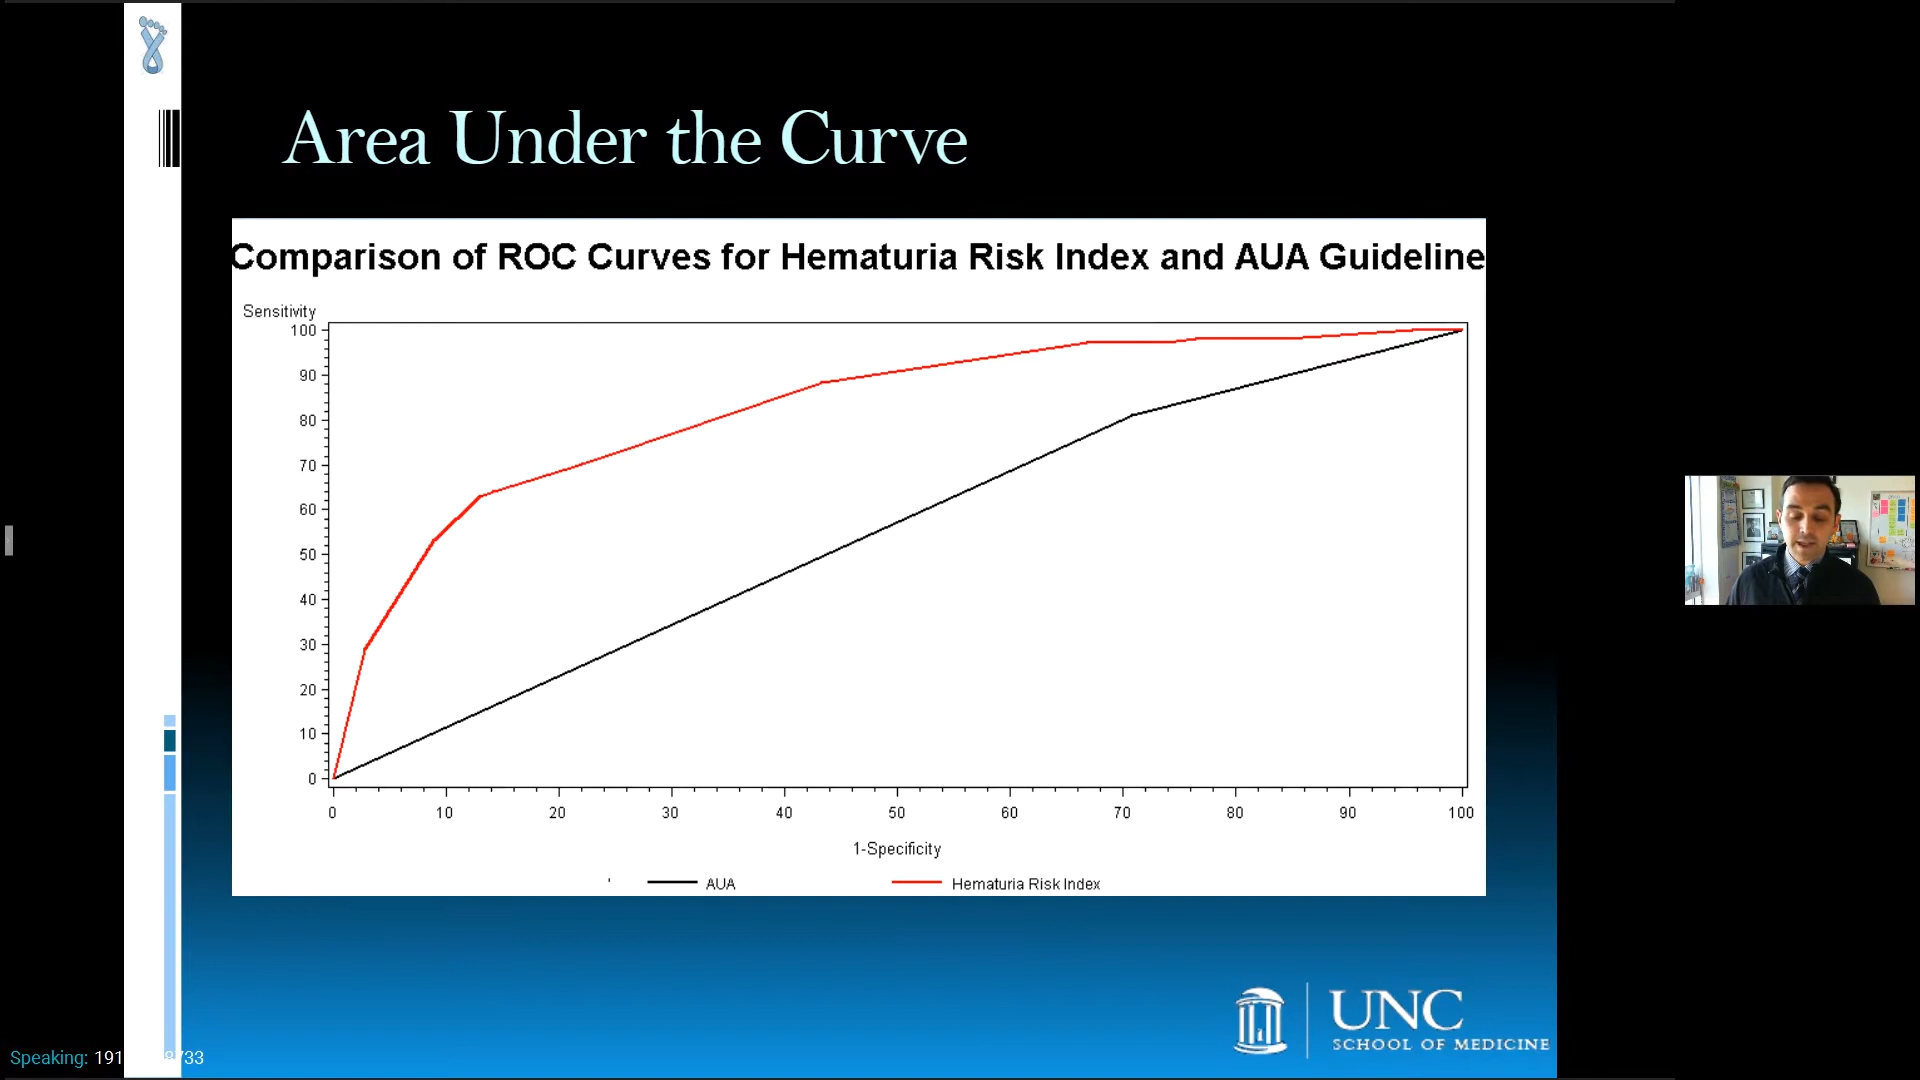 Area Under the Curve
Comparison of ROC Curves for Hematuria Risk Index and AUA Guideline
Sensitivity
100
90
80
70
60
50
40
30
20
10
0
0 10 20 30 40 50 60 70 80 90 100
1-Specificity
AUA Hematuria Risk Index
UNC
SCHOOL OF MEDICINE
Speaking: 191